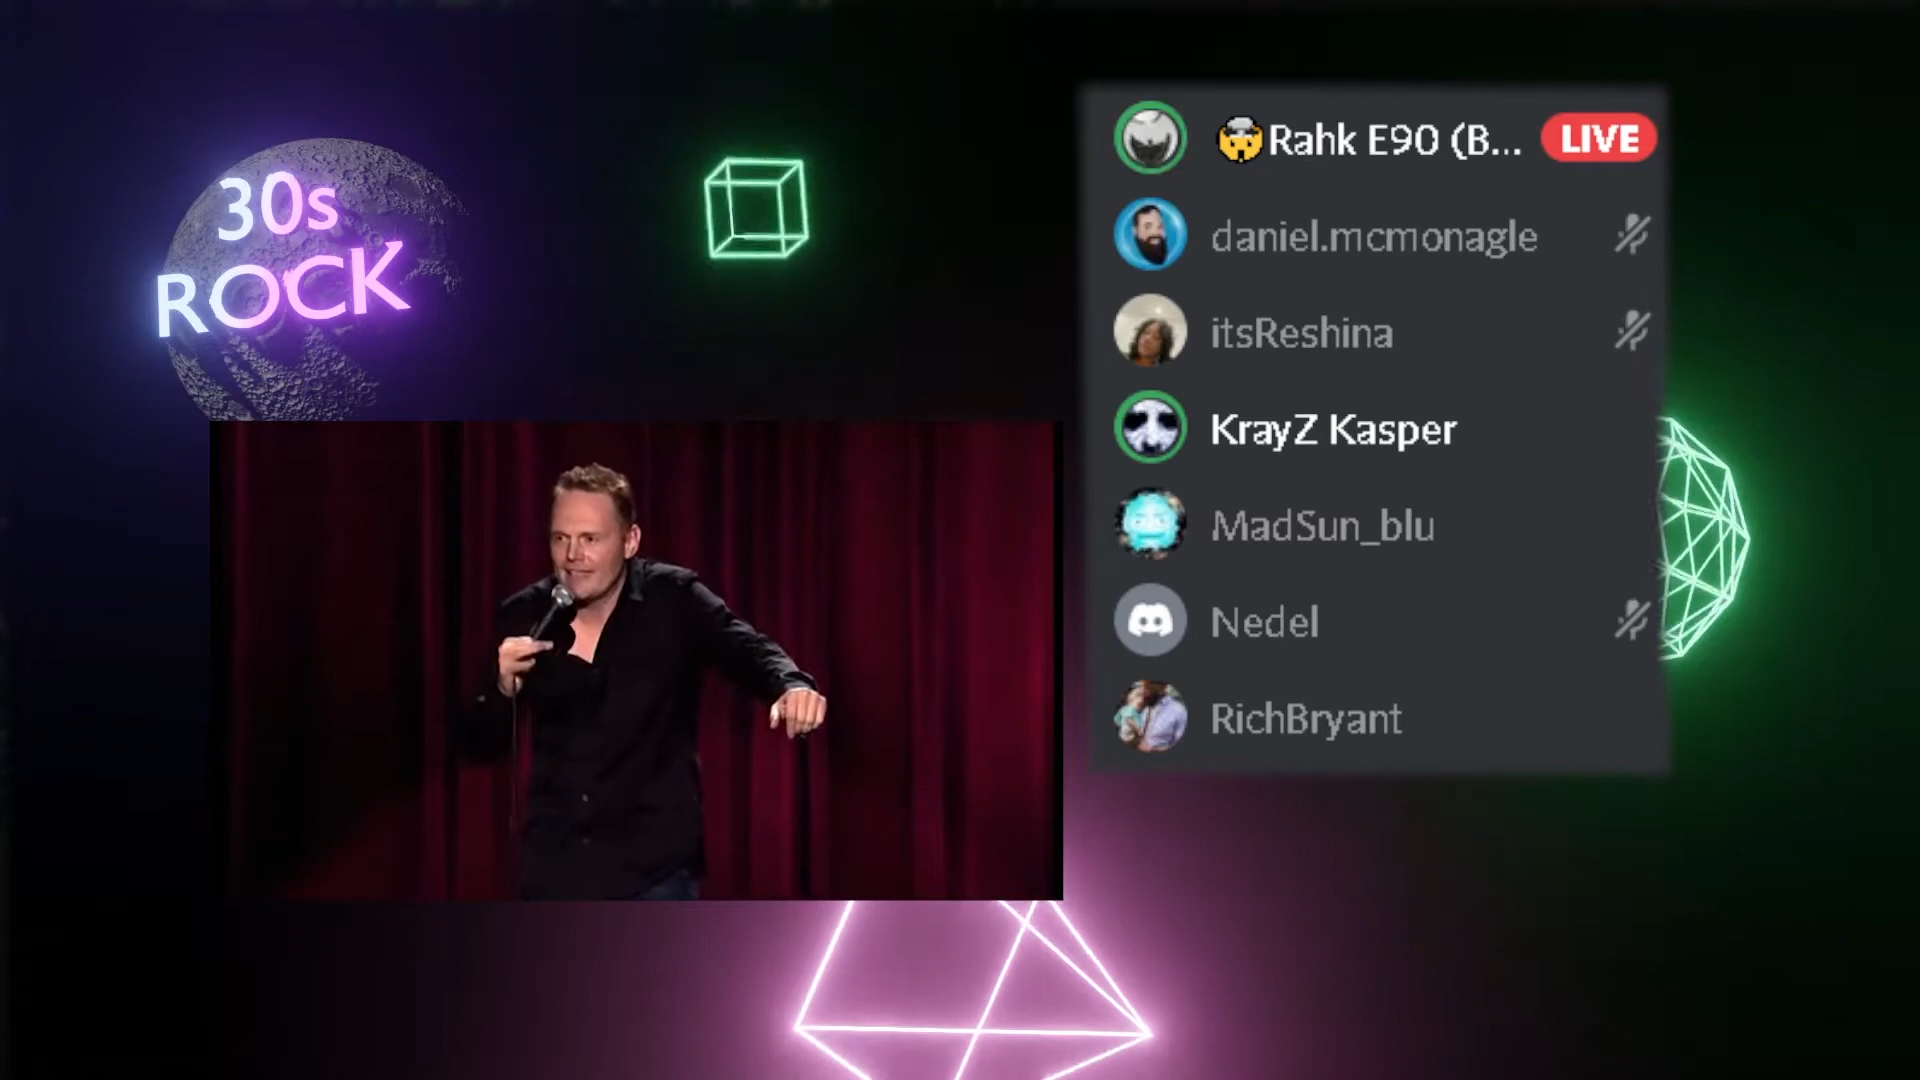 30s
ROCK
Rahk E90 (B... LIVE
daniel.mcmonagle
itsReshina
KrayZ Kasper
MadSun_blu
Nedel
RichBryant